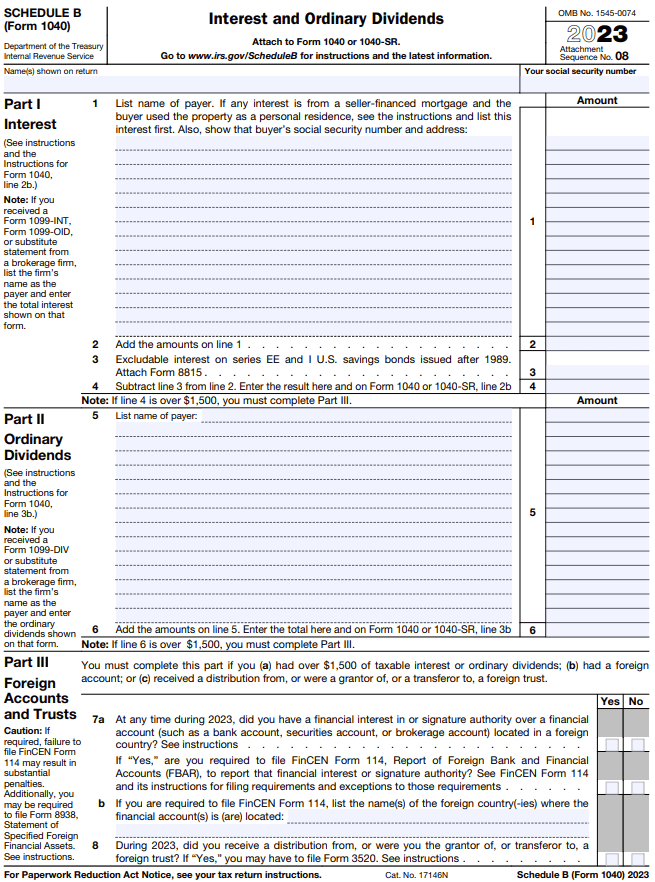 SCHEDULE B
(Form 1040)
Department of the Treasury
Internal Revenue Service
Interest and Ordinary Dividends
Attach to Form 1040 or 1040-SR.
Go to www.irs.gov/ScheduleB for instructions and the latest information.
OMB No. 1545-0074
2023
Attachment
Sequence No. 08
Name(s) shown on return
Your social security number
Part I
Interest
(See instructions
and the
Instructions for
Form 1040,
line 2b.)
Note: If you
received a
Form 1099-INT,
Form 1099-OID,
or substitute
statement from
a brokerage firm,
list the firm's
name as the
payer and enter
the total interest
shown on that
form.
1 List name of payer. If any interest is from a seller-financed mortgage and the
buyer used the property as a personal residence, see the instructions and list this
interest first. Also, show that buyer's social security number and address:
Amount
1
2 Add the amounts on line 1 . . . . . . . . . . . . . . . . . . . 2
3 Excludable interest on series EE and I U.S. savings bonds issued after 1989.
Attach Form 8815 . . . . . . . . . . . . . . . . . . . . . . 3
4 Subtract line 3 from line 2. Enter the result here and on Form 1040 or 1040-SR, line 2b 4
Note: If line 4 is over $1,500, you must complete Part III.
Amount
Part II
Ordinary
Dividends
(See instructions
and the
Instructions for
Form 1040,
line 3b.)
Note: If you
received a
Form 1099-DIV
or substitute
statement from
a brokerage firm,
list the firm's
name as the
payer and enter
the ordinary
dividends shown
on that form.
5 List name of payer:
5
6 Add the amounts on line 5. Enter the total here and on Form 1040 or 1040-SR, line 3b 6
Note: If line 6 is over $1,500, you must complete Part III.
Part III
Foreign
Accounts
and Trusts
Caution: If
required, failure to
file FinCEN Form
114 may result in
substantial
penalties.
Additionally, you
may be required
to file Form 8938,
Statement of
Specified Foreign
Financial Assets.
See instructions.
You must complete this part if you (a) had over $1,500 of taxable interest or ordinary dividends; (b) had a foreign
account; or (c) received a distribution from, or were a grantor of, or a transferor to, a foreign trust.
Yes No
7a At any time during 2023, did you have a financial interest in or signature authority over a financial
account (such as a bank account, securities account, or brokerage account) located in a foreign
country? See instructions . . . . . . . . . . . . . . . . . . . . . . . .
If "Yes," are you required to file FinCEN Form 114, Report of Foreign Bank and Financial
Accounts (FBAR), to report that financial interest or signature authority? See FinCEN Form 114
and its instructions for filing requirements and exceptions to those requirements . . . . . .
b If you are required to file FinCEN Form 114, list the name(s) of the foreign country(-ies) where the
financial account(s) is (are) located:
8 During 2023, did you receive a distribution from, or were you the grantor of, or transferor to, a
foreign trust? If "Yes," you may have to file Form 3520. See instructions . . . . . . . . .
For Paperwork Reduction Act Notice, see your tax return instructions.
Cat. No. 17146N
Schedule B (Form 1040) 2023